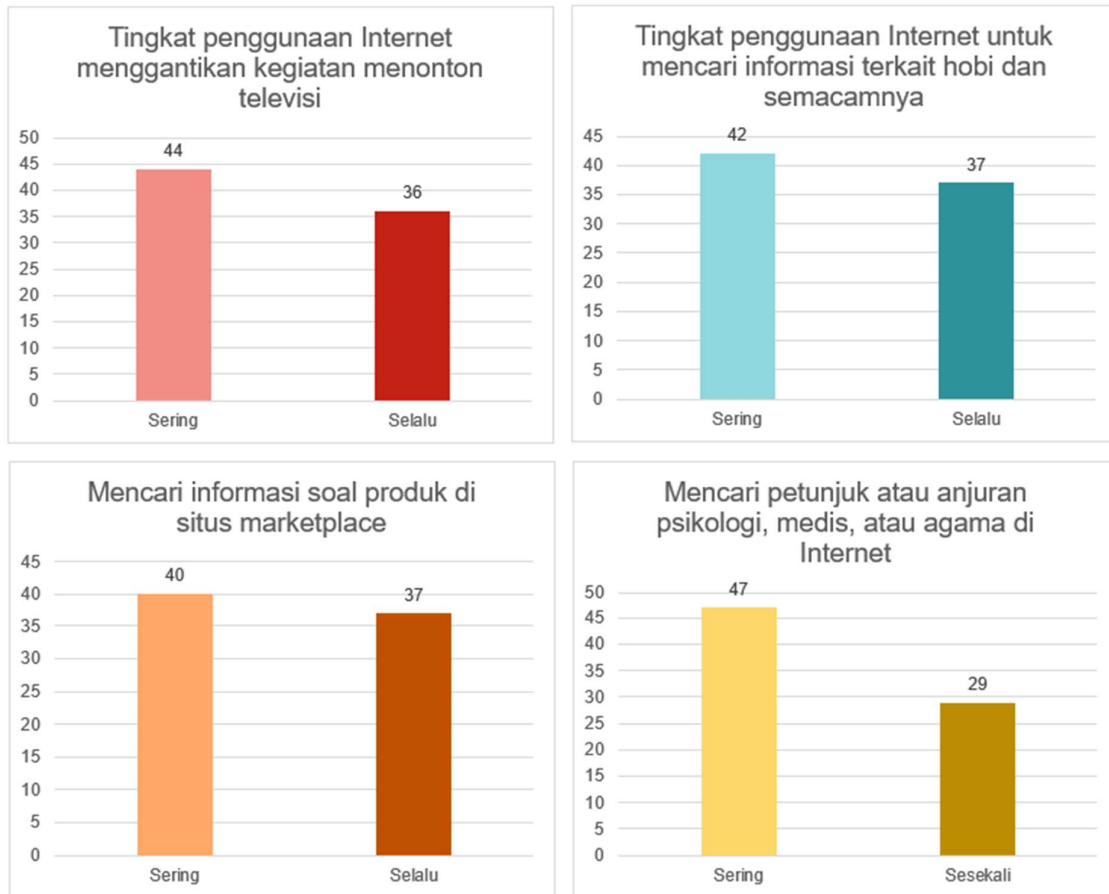 Tingkat penggunaan Internet
menggantikan kegiatan menonton
televisi
50
45
40
35
30
25
20
15
10
5
0
44
36
Sering
Selalu
Tingkat penggunaan Internet untuk
mencari informasi terkait hobi dan
semacamnya
45
40
35
30
25
20
15
10
5
0
42
37
Sering
Selalu
Mencari informasi soal produk di
situs marketplace
45
40
35
30
25
20
15
10
5
0
40
37
Sering
Selalu
Mencari petunjuk atau anjuran
psikologi, medis, atau agama di
Internet
50
45
40
35
30
25
20
15
10
5
0
47
29
Sering
Sesekali